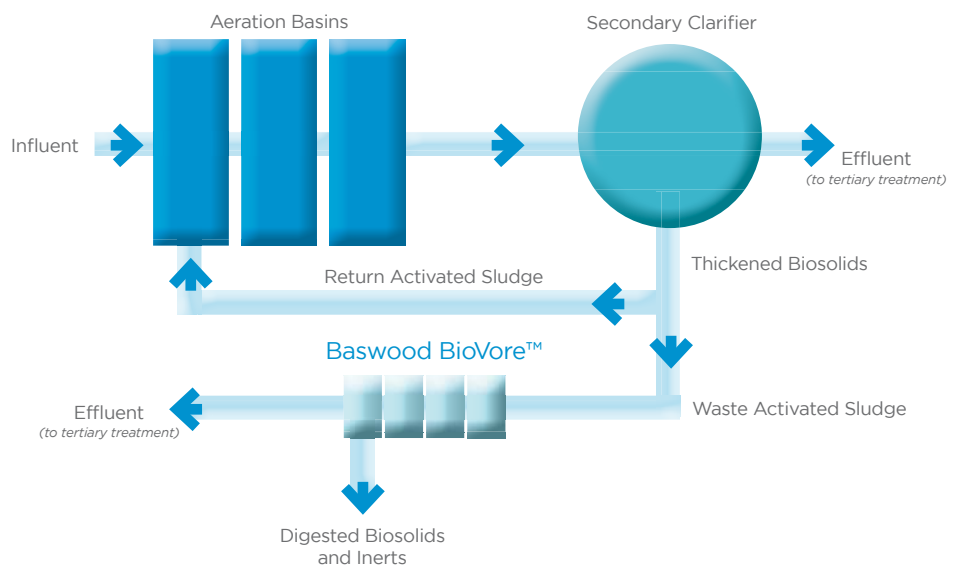 Aeration Basins
Secondary Clarifier
Influent
Effluent
(to tertiary treatment)
Thickened Biosolids
Return Activated Sludge
Baswood BioVore™
Effluent
(to tertiary treatment)
Waste Activated Sludge
Digested Biosolids
and Inerts